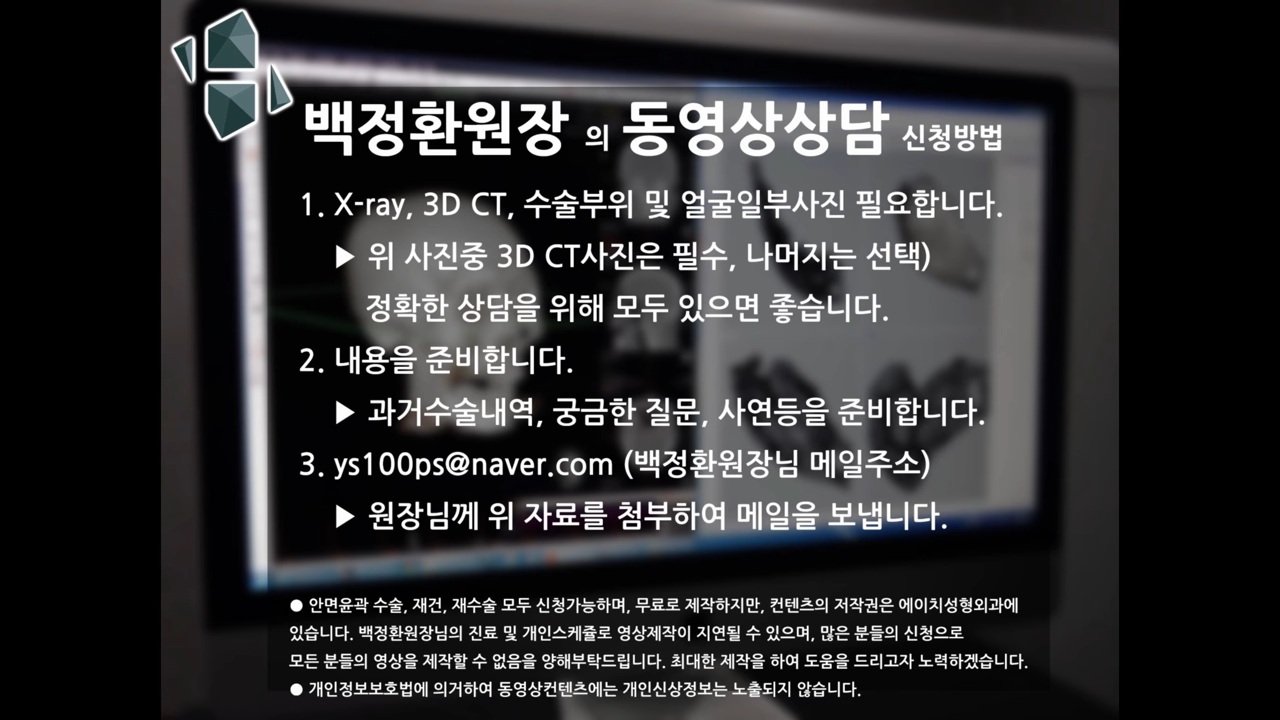 백정환원장 의 동영상상담 신청방법
1. X-ray, 3D CT, 수술부위 및 얼굴일부사진 필요합니다.
▶ 위 사진중 3D CT사진은 필수, 나머지는 선택)
정확한 상담을 위해 모두 있으면 좋습니다.
2. 내용을 준비합니다.
▶ 과거수술내역, 궁금한 질문, 사연등을 준비합니다.
3. ys100ps@naver.com (백정환원장님 메일주소)
▶ 원장님께 위 자료를 첨부하여 메일을 보냅니다.
● 안면윤곽 수술, 재건, 재수술 모두 신청가능하며, 무료로 제작하지만, 컨텐츠의 저작권은 에이치성형외과에
있습니다. 백정환원장님의 진료 및 개인스케쥴로 영상제작이 지연될 수 있으며, 많은 분들의 신청으로
모든 분들의 영상을 제작할 수 없음을 양해부탁드립니다. 최대한 제작을 하여 도움을 드리고자 노력하겠습니다.
● 개인정보보호법에 의거하여 동영상컨텐츠에는 개인신상정보는 노출되지 않습니다.